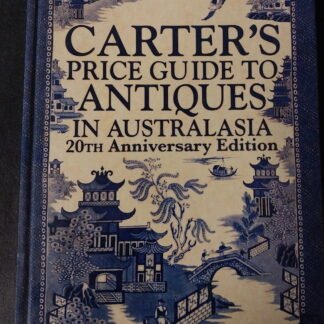 CARTER'S
PRICE GUIDE TO
ANTIQUES
IN AUSTRALASIA
20TH Anniversary Edition